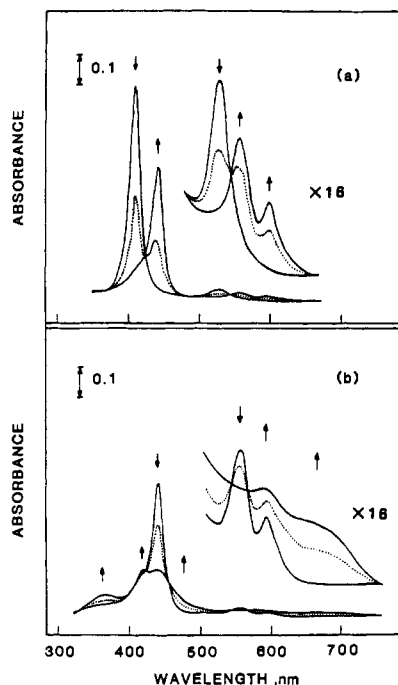 0.1
(a)
×16
ABSORBANCE
0.1
(b)
×16
ABSORBANCE
300 400 500 600 700
WAVELENGTH ,nm